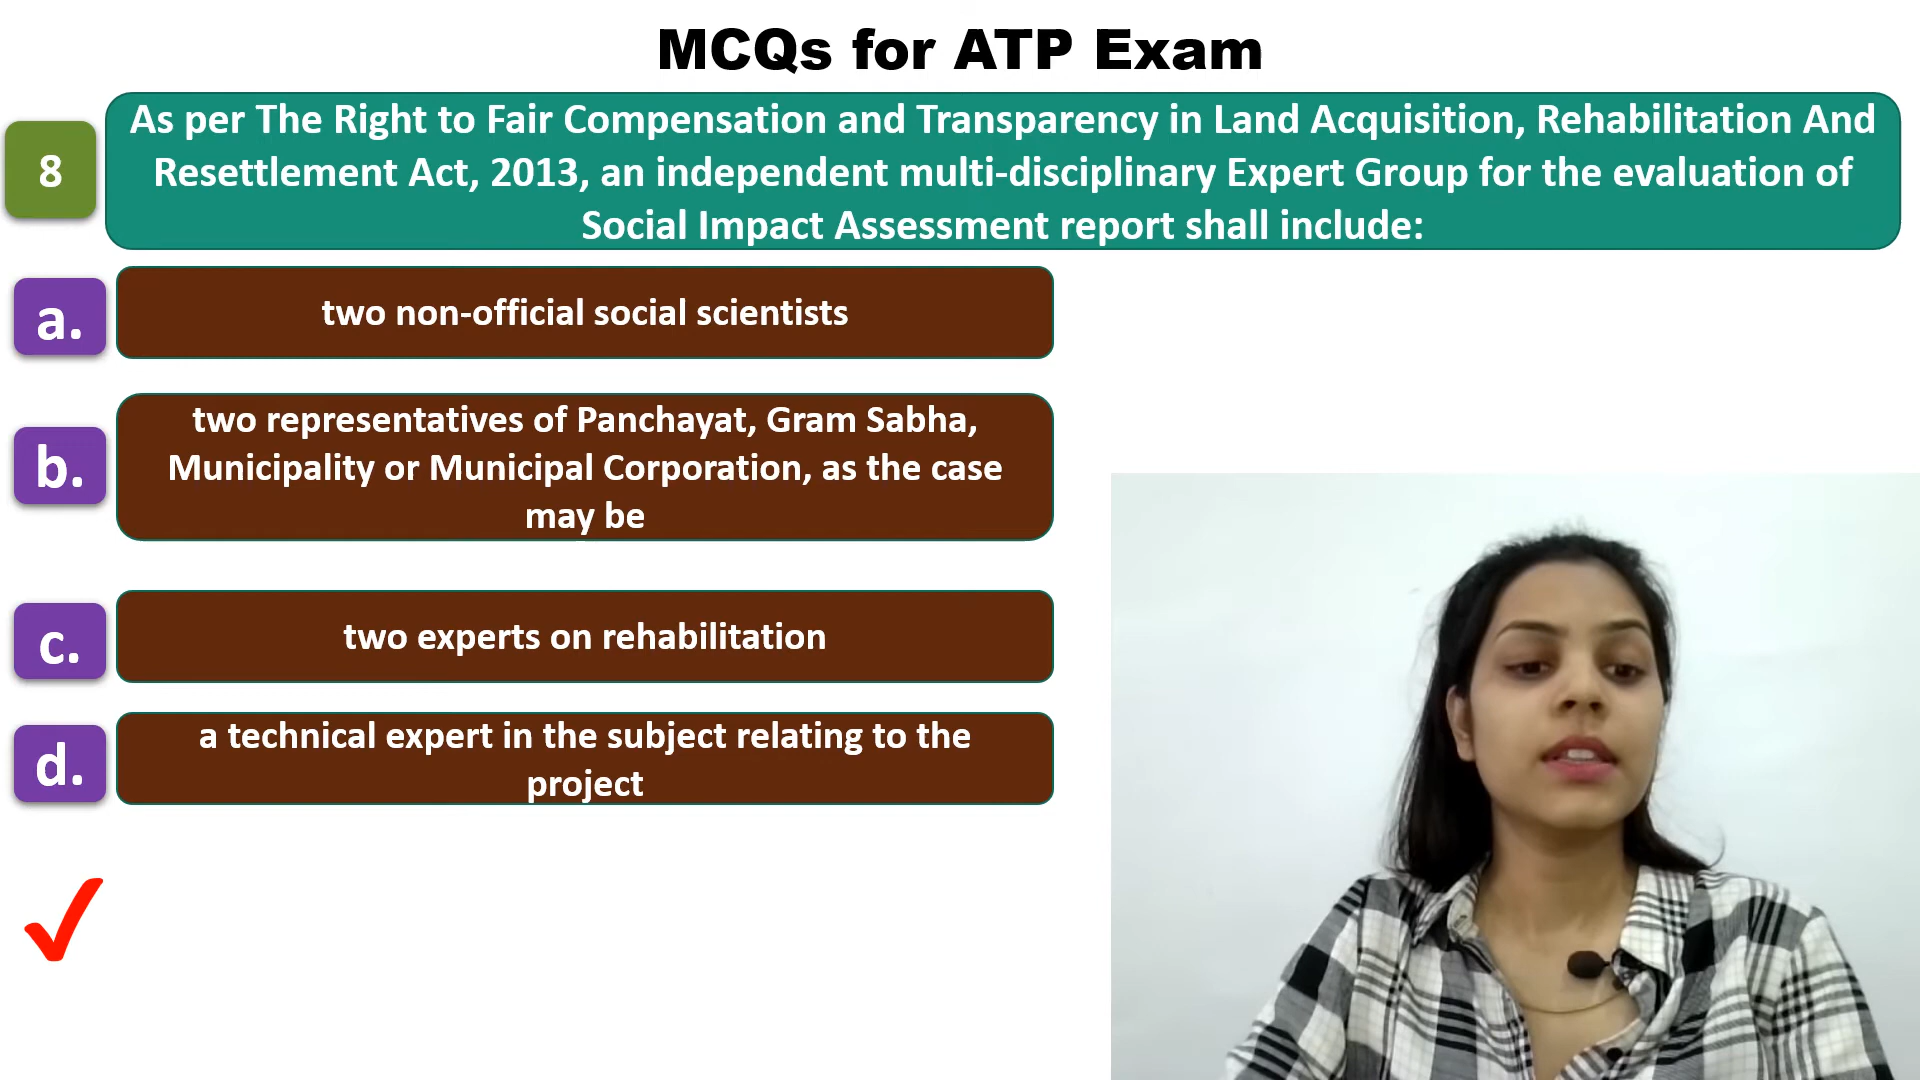 MCQs for ATP Exam
8
As per The Right to Fair Compensation and Transparency in Land Acquisition, Rehabilitation And
Resettlement Act, 2013, an independent multi-disciplinary Expert Group for the evaluation of
Social Impact Assessment report shall include:
a.
two non-official social scientists
b.
two representatives of Panchayat, Gram Sabha,
Municipality or Municipal Corporation, as the case
may be
c.
two experts on rehabilitation
d.
a technical expert in the subject relating to the
project